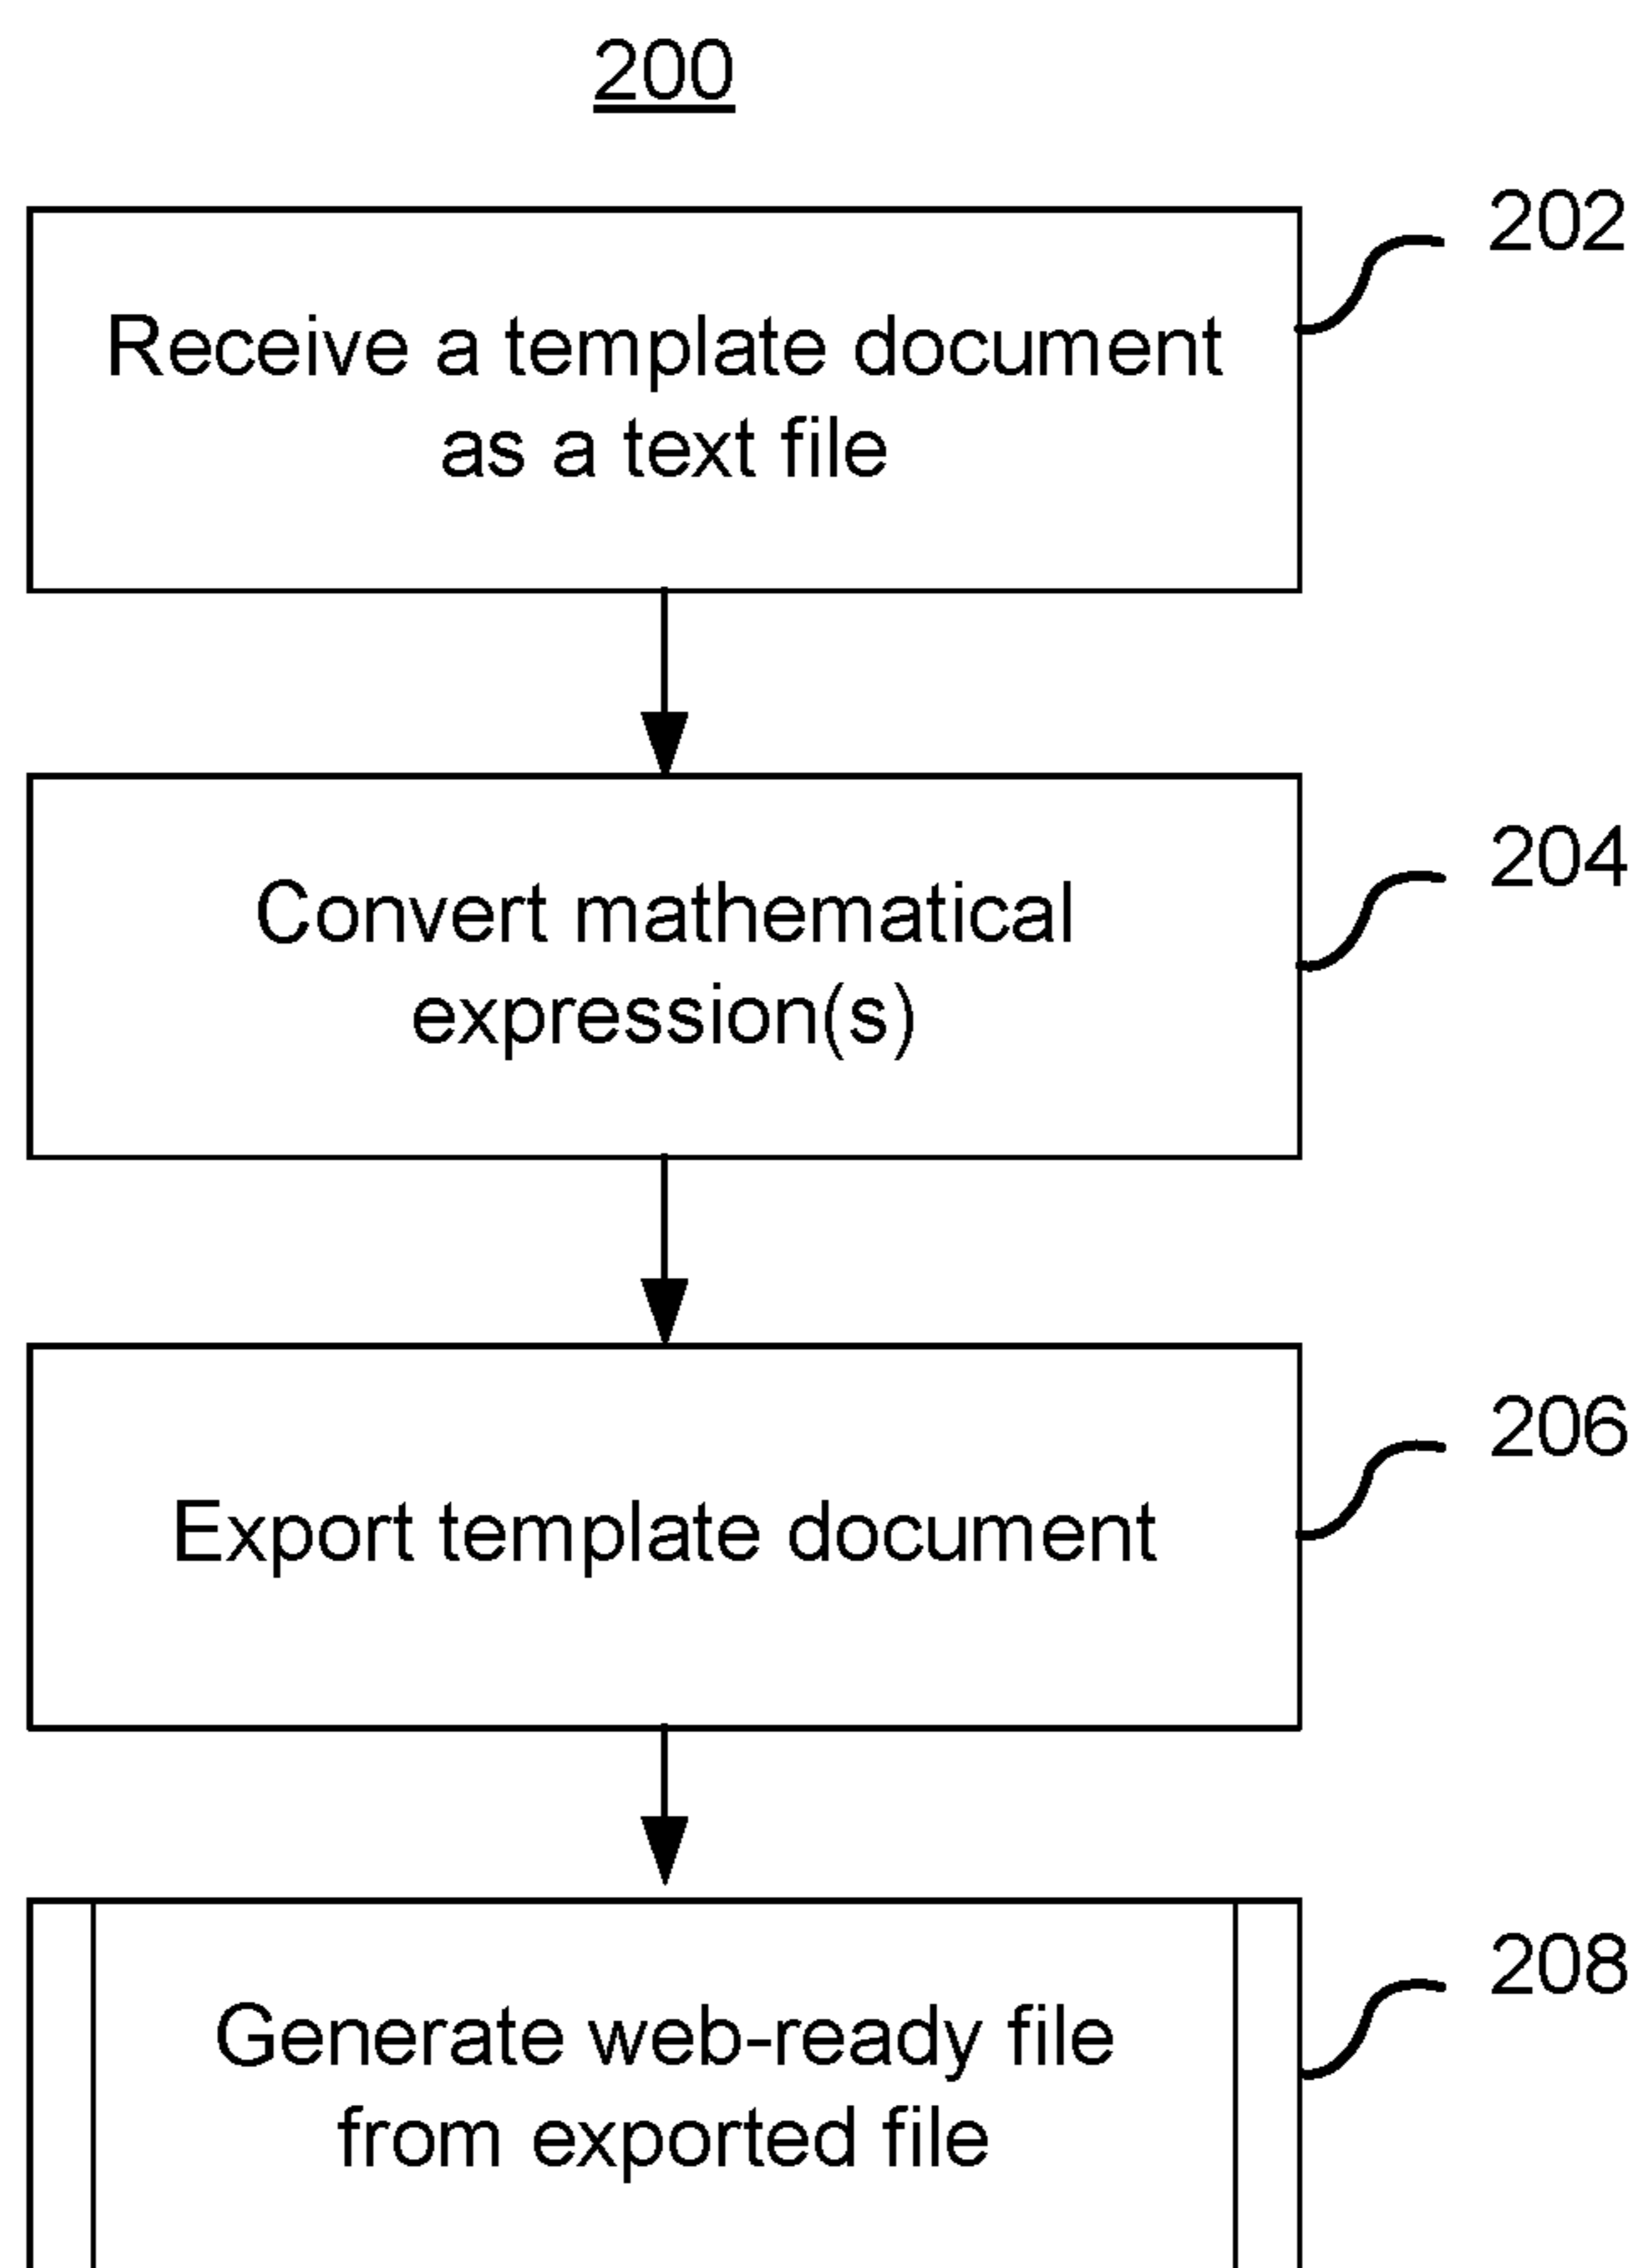 200
202
Receive a template document
as a text file
204
Convert mathematical
expression(s)
206
Export template document
208
Generate web-ready file
from exported file